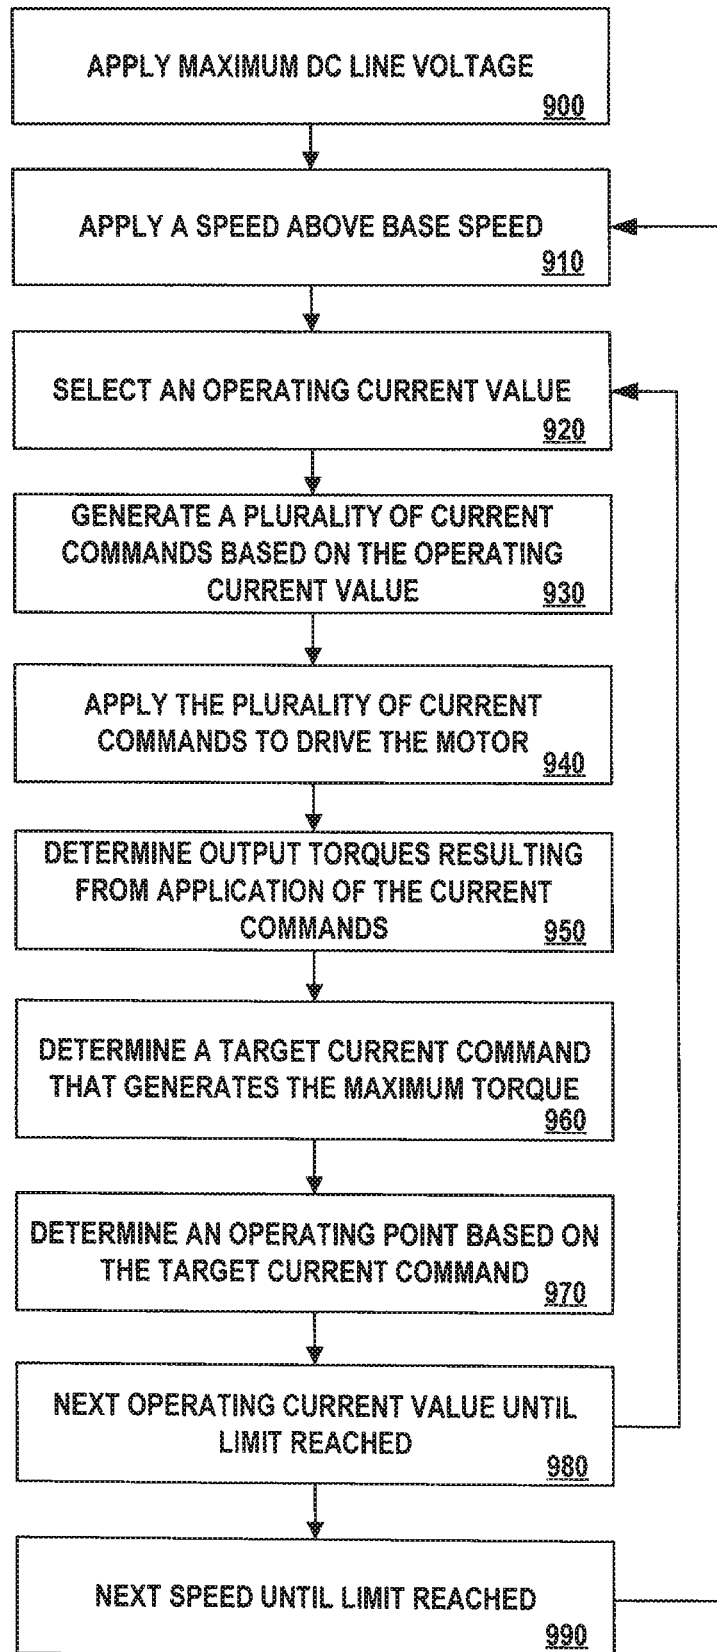 APPLY MAXIMUM DC LINE VOLTAGE
900
APPLY A SPEED ABOVE BASE SPEED
910
SELECT AN OPERATING CURRENT VALUE
920
GENERATE A PLURALITY OF CURRENT
COMMANDS BASED ON THE OPERATING
CURRENT VALUE 930
APPLY THE PLURALITY OF CURRENT
COMMANDS TO DRIVE THE MOTOR
940
DETERMINE OUTPUT TORQUES RESULTING
FROM APPLICATION OF THE CURRENT
COMMANDS 950
DETERMINE A TARGET CURRENT COMMAND
THAT GENERATES THE MAXIMUM TORQUE
960
DETERMINE AN OPERATING POINT BASED ON
THE TARGET CURRENT COMMAND
970
NEXT OPERATING CURRENT VALUE UNTIL
LIMIT REACHED
980
NEXT SPEED UNTIL LIMIT REACHED
990